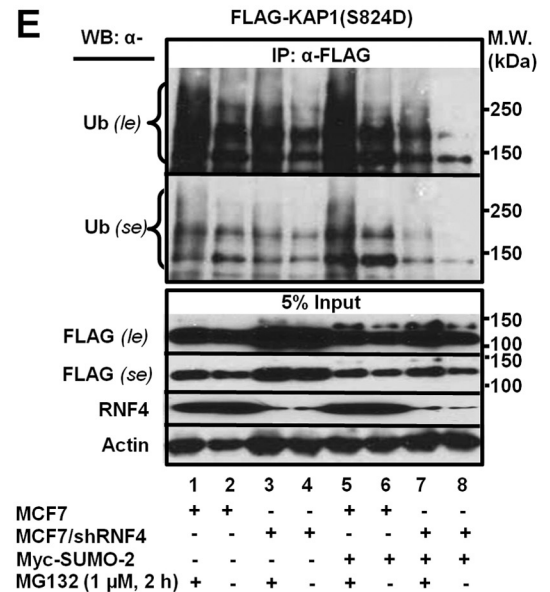 E
FLAG-KAP1(S824D)
WB: α-
IP: α-FLAG
M.W.
(kDa)
Ub (le)
250
150
Ub (se)
250
150
5% Input
FLAG (le)
150
100
FLAG (se)
150
100
RNF4
Actin
1 2 3 4 5 6 7 8
MCF7 + + - - + + - -
MCF7/shRNF4 - - + + - - + +
Myc-SUMO-2 - - - - + + + +
MG132 (1 µM, 2 h) + - + - + - + -